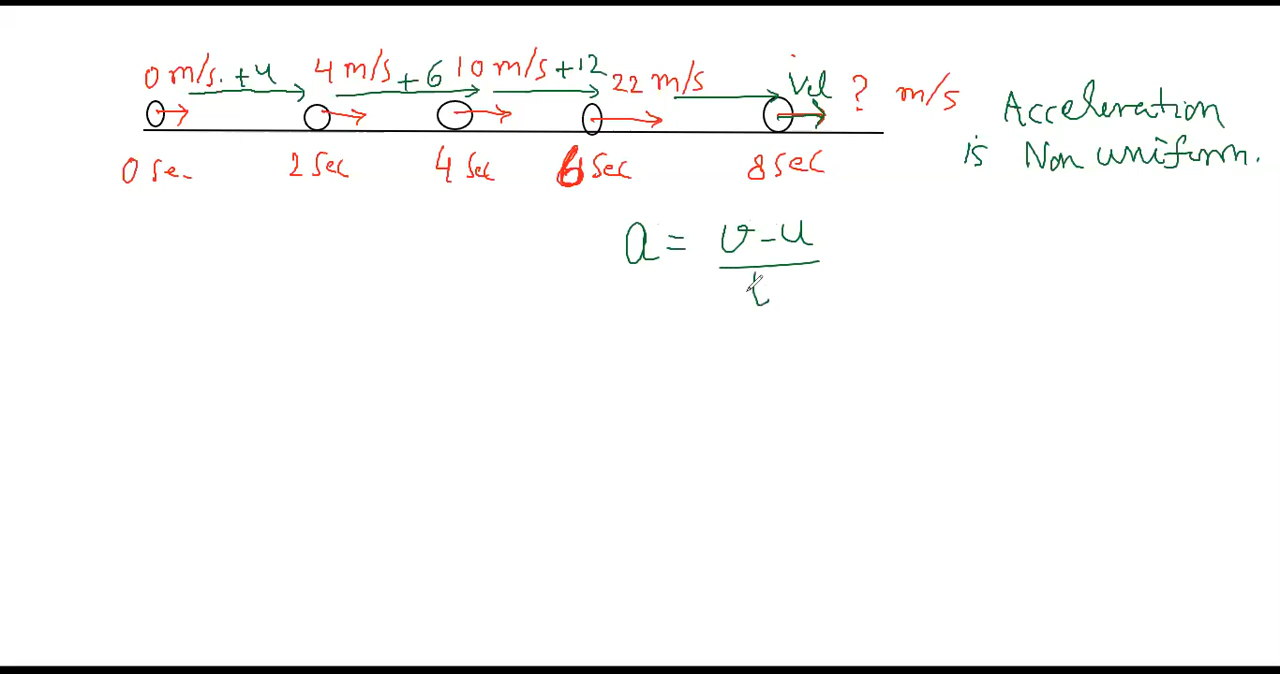 0 m/s. +4 4 m/s +6 10 m/s +12 22 m/s Vel ? m/s
0 Se 2 Sec 4 Sec 6 Sec 8 Sec
Acceleration
is Non uniform.
a = v-u
t